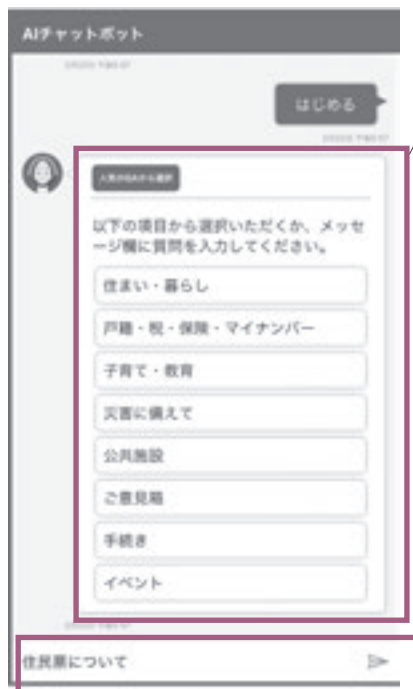 AIチャットボット
はじめる
以下の項目から選択いただくか、メッセ
ージ欄に質問を入力してください。
住まい・暮らし
戸籍・税・保険・マイナンバー
子育て・教育
災害に備えて
公共施設
ご意見箱
手続き
イベント
住民票について